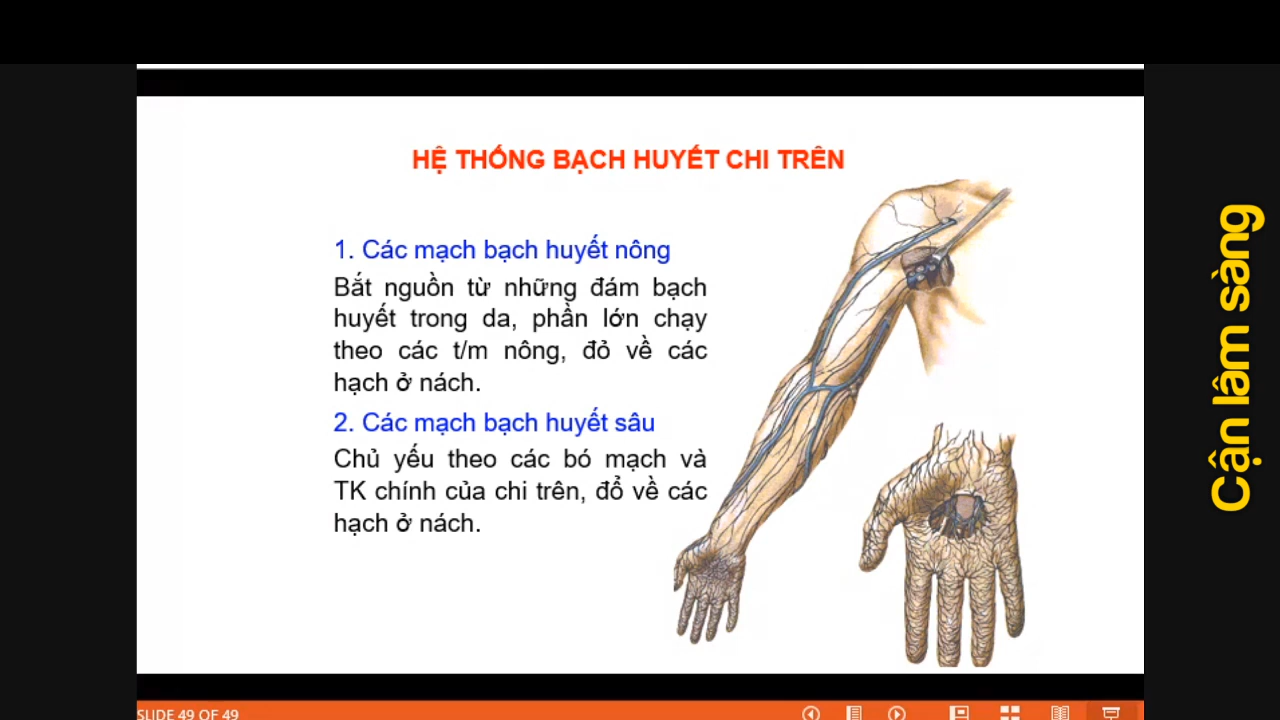 HỆ THỐNG BẠCH HUYẾT CHI TRÊN
1. Các mạch bạch huyết nông
Bắt nguồn từ những đám bạch
huyết trong da, phần lớn chạy
theo các t/m nông, đỏ về các
hạch ở nách.
2. Các mạch bạch huyết sâu
Chủ yếu theo các bó mạch và
TK chính của chi trên, đổ về các
hạch ở nách.
Cận lâm sàng
SLIDE 49 OF 49